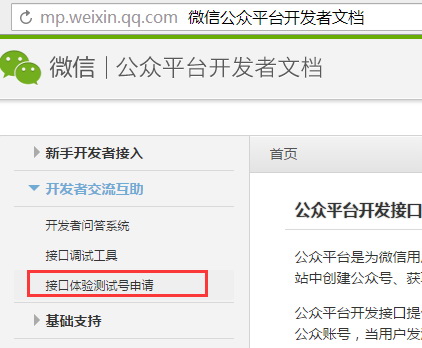 mp.weixin.qq.com 微信公众平台开发者文档
微信 | 公众平台开发者文档
新手开发者接入
开发者交流互助
开发者问答系统
接口调试工具
接口体验测试号申请
基础支持
首页
公众平台开发接口
公众平台是为微信用
站中创建公众号、获
公众平台开发接口提
公众账号，当用户发